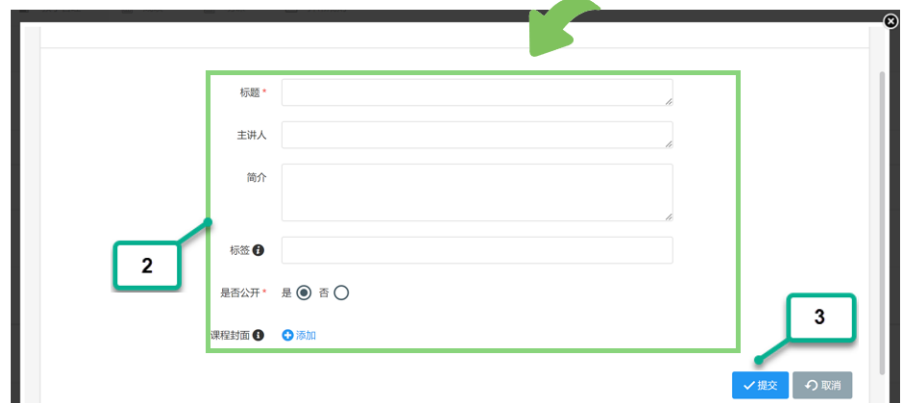 标题 *
主讲人
简介
标签
2
是否公开 * 是 否
3
课程封面 添加
提交 取消